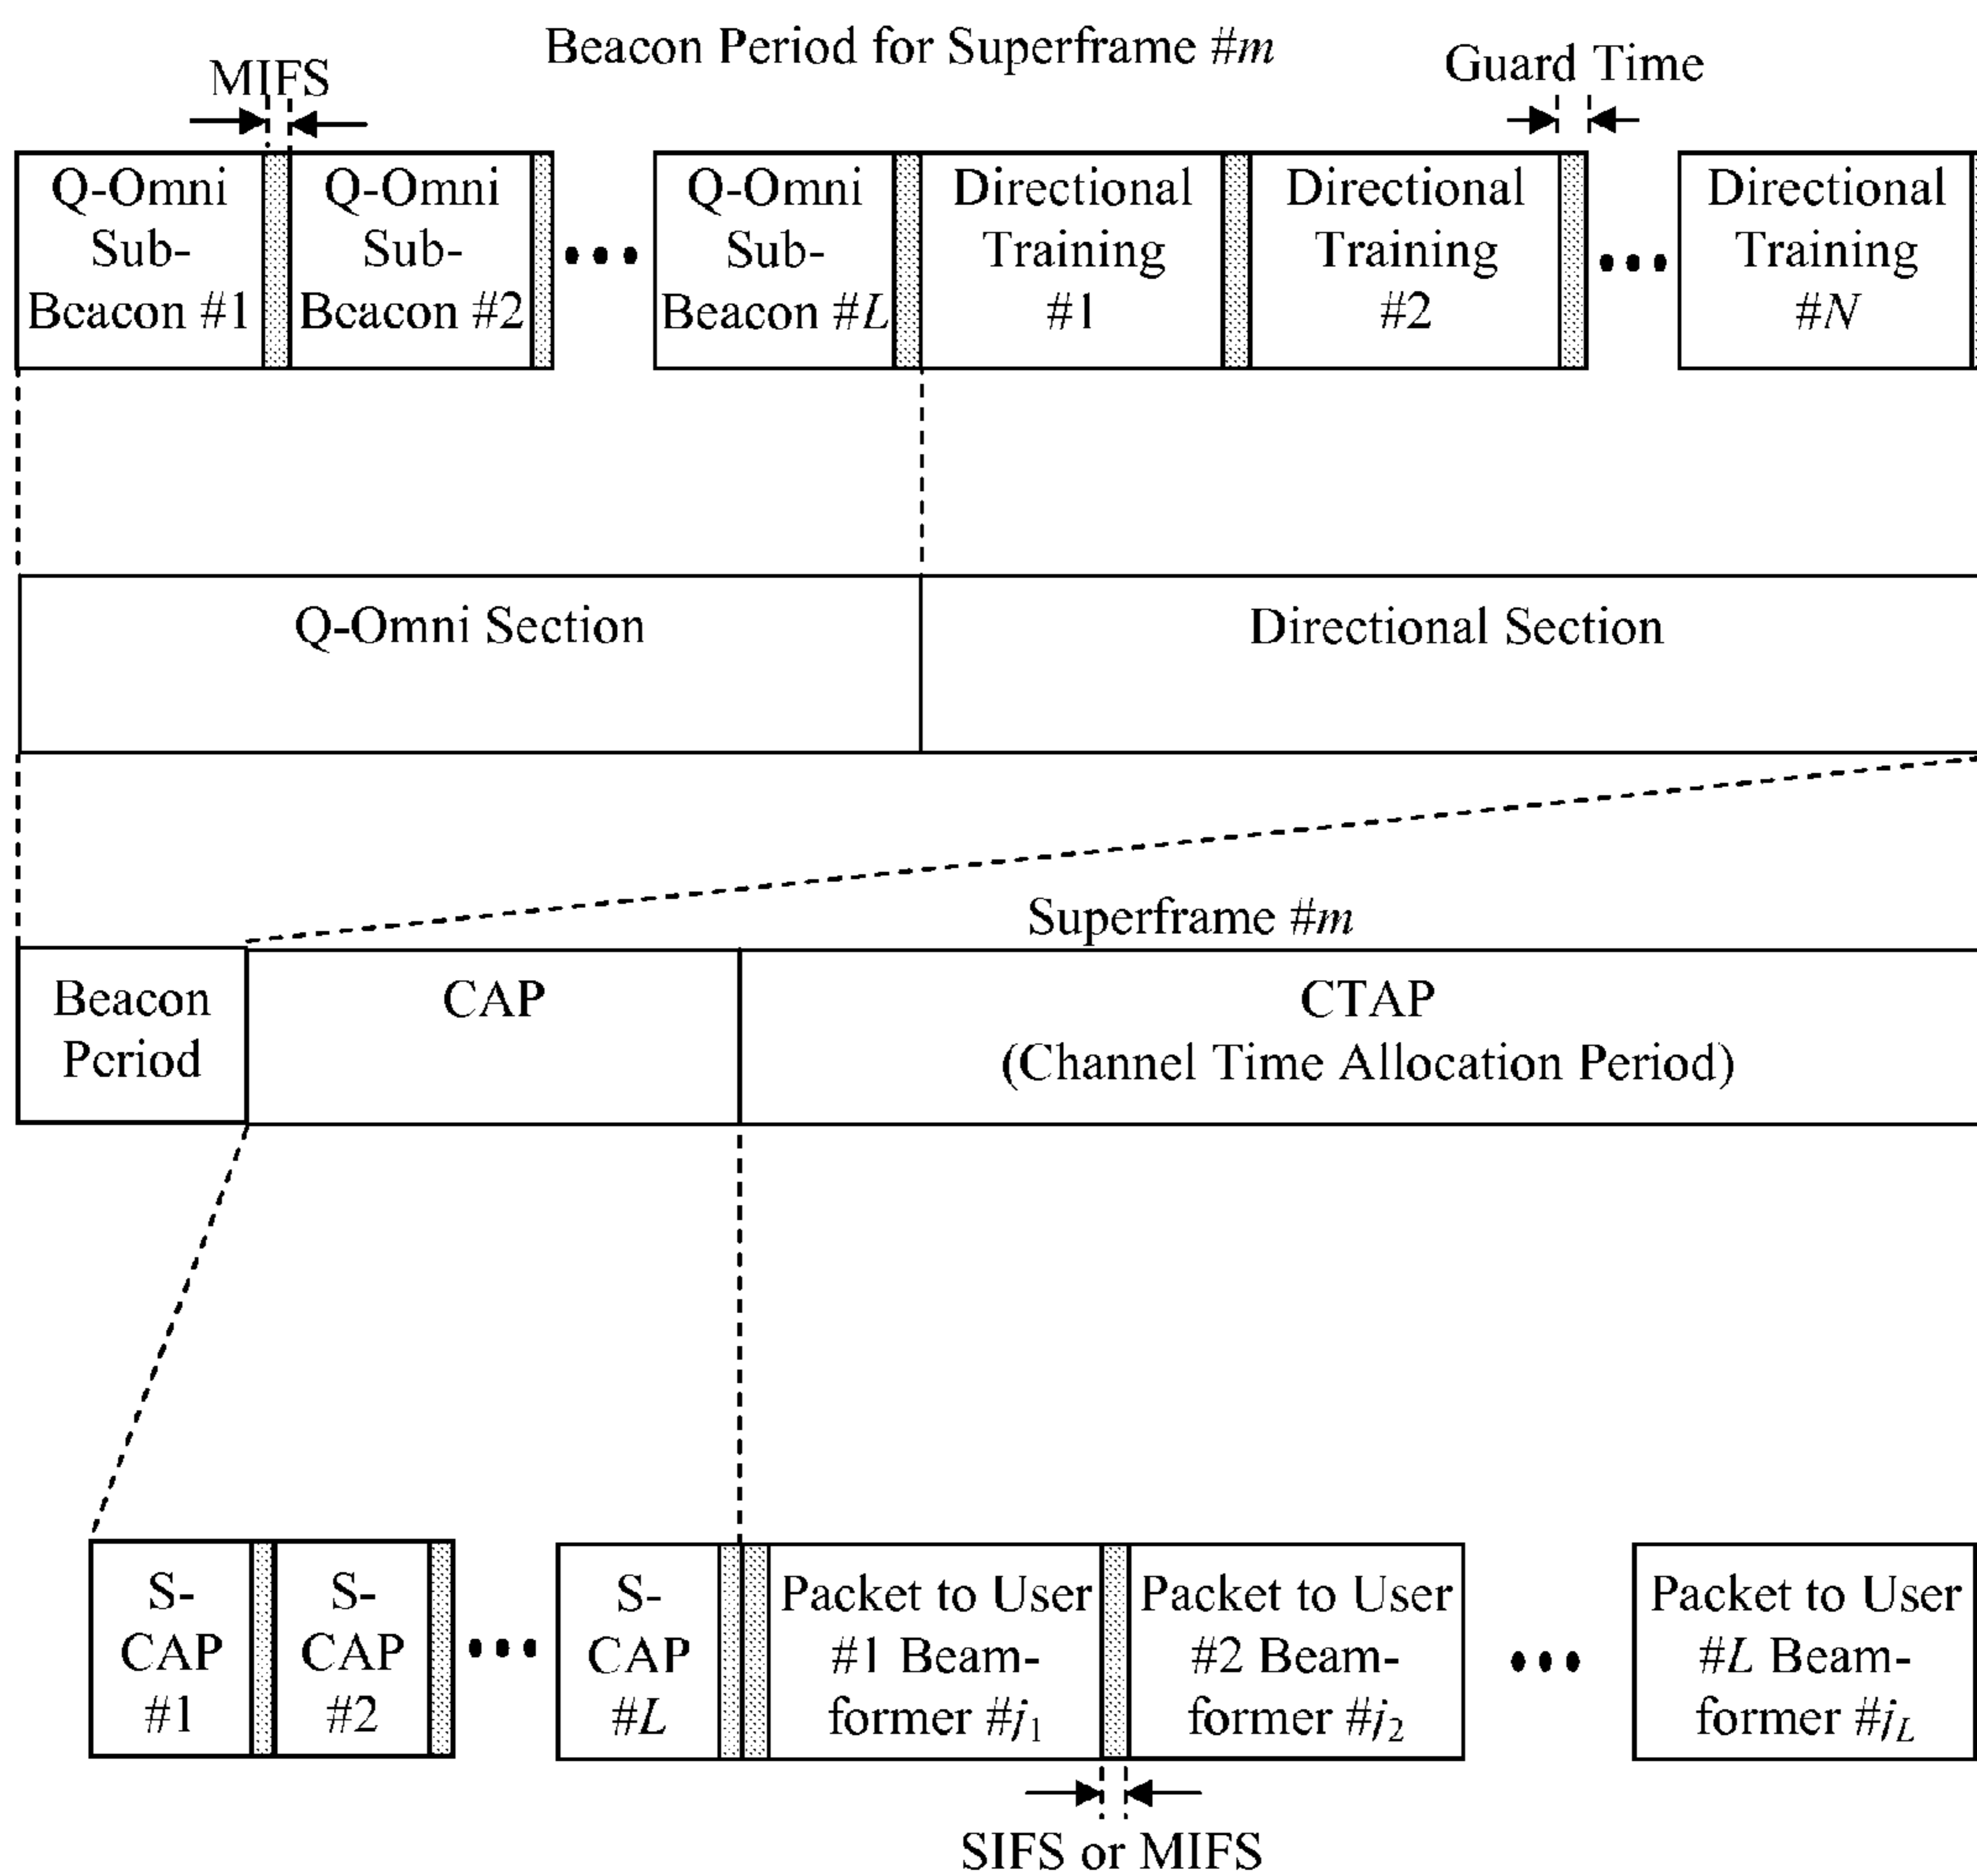 Beacon Period for Superframe #m
MIFS
Guard Time
Q-Omni
Sub-
Beacon #1
Q-Omni
Sub-
Beacon #2
•••
Q-Omni
Sub-
Beacon #L
Directional
Training
#1
Directional
Training
#2
•••
Directional
Training
#N
Q-Omni Section
Directional Section
Superframe #m
Beacon
Period
CAP
CTAP
(Channel Time Allocation Period)
S-
CAP
#1
S-
CAP
#2
•••
S-
CAP
#L
Packet to User
#1 Beam-
former #j₁
Packet to User
#2 Beam-
former #j₂
•••
Packet to User
#L Beam-
former #j_L
SIFS or MIFS